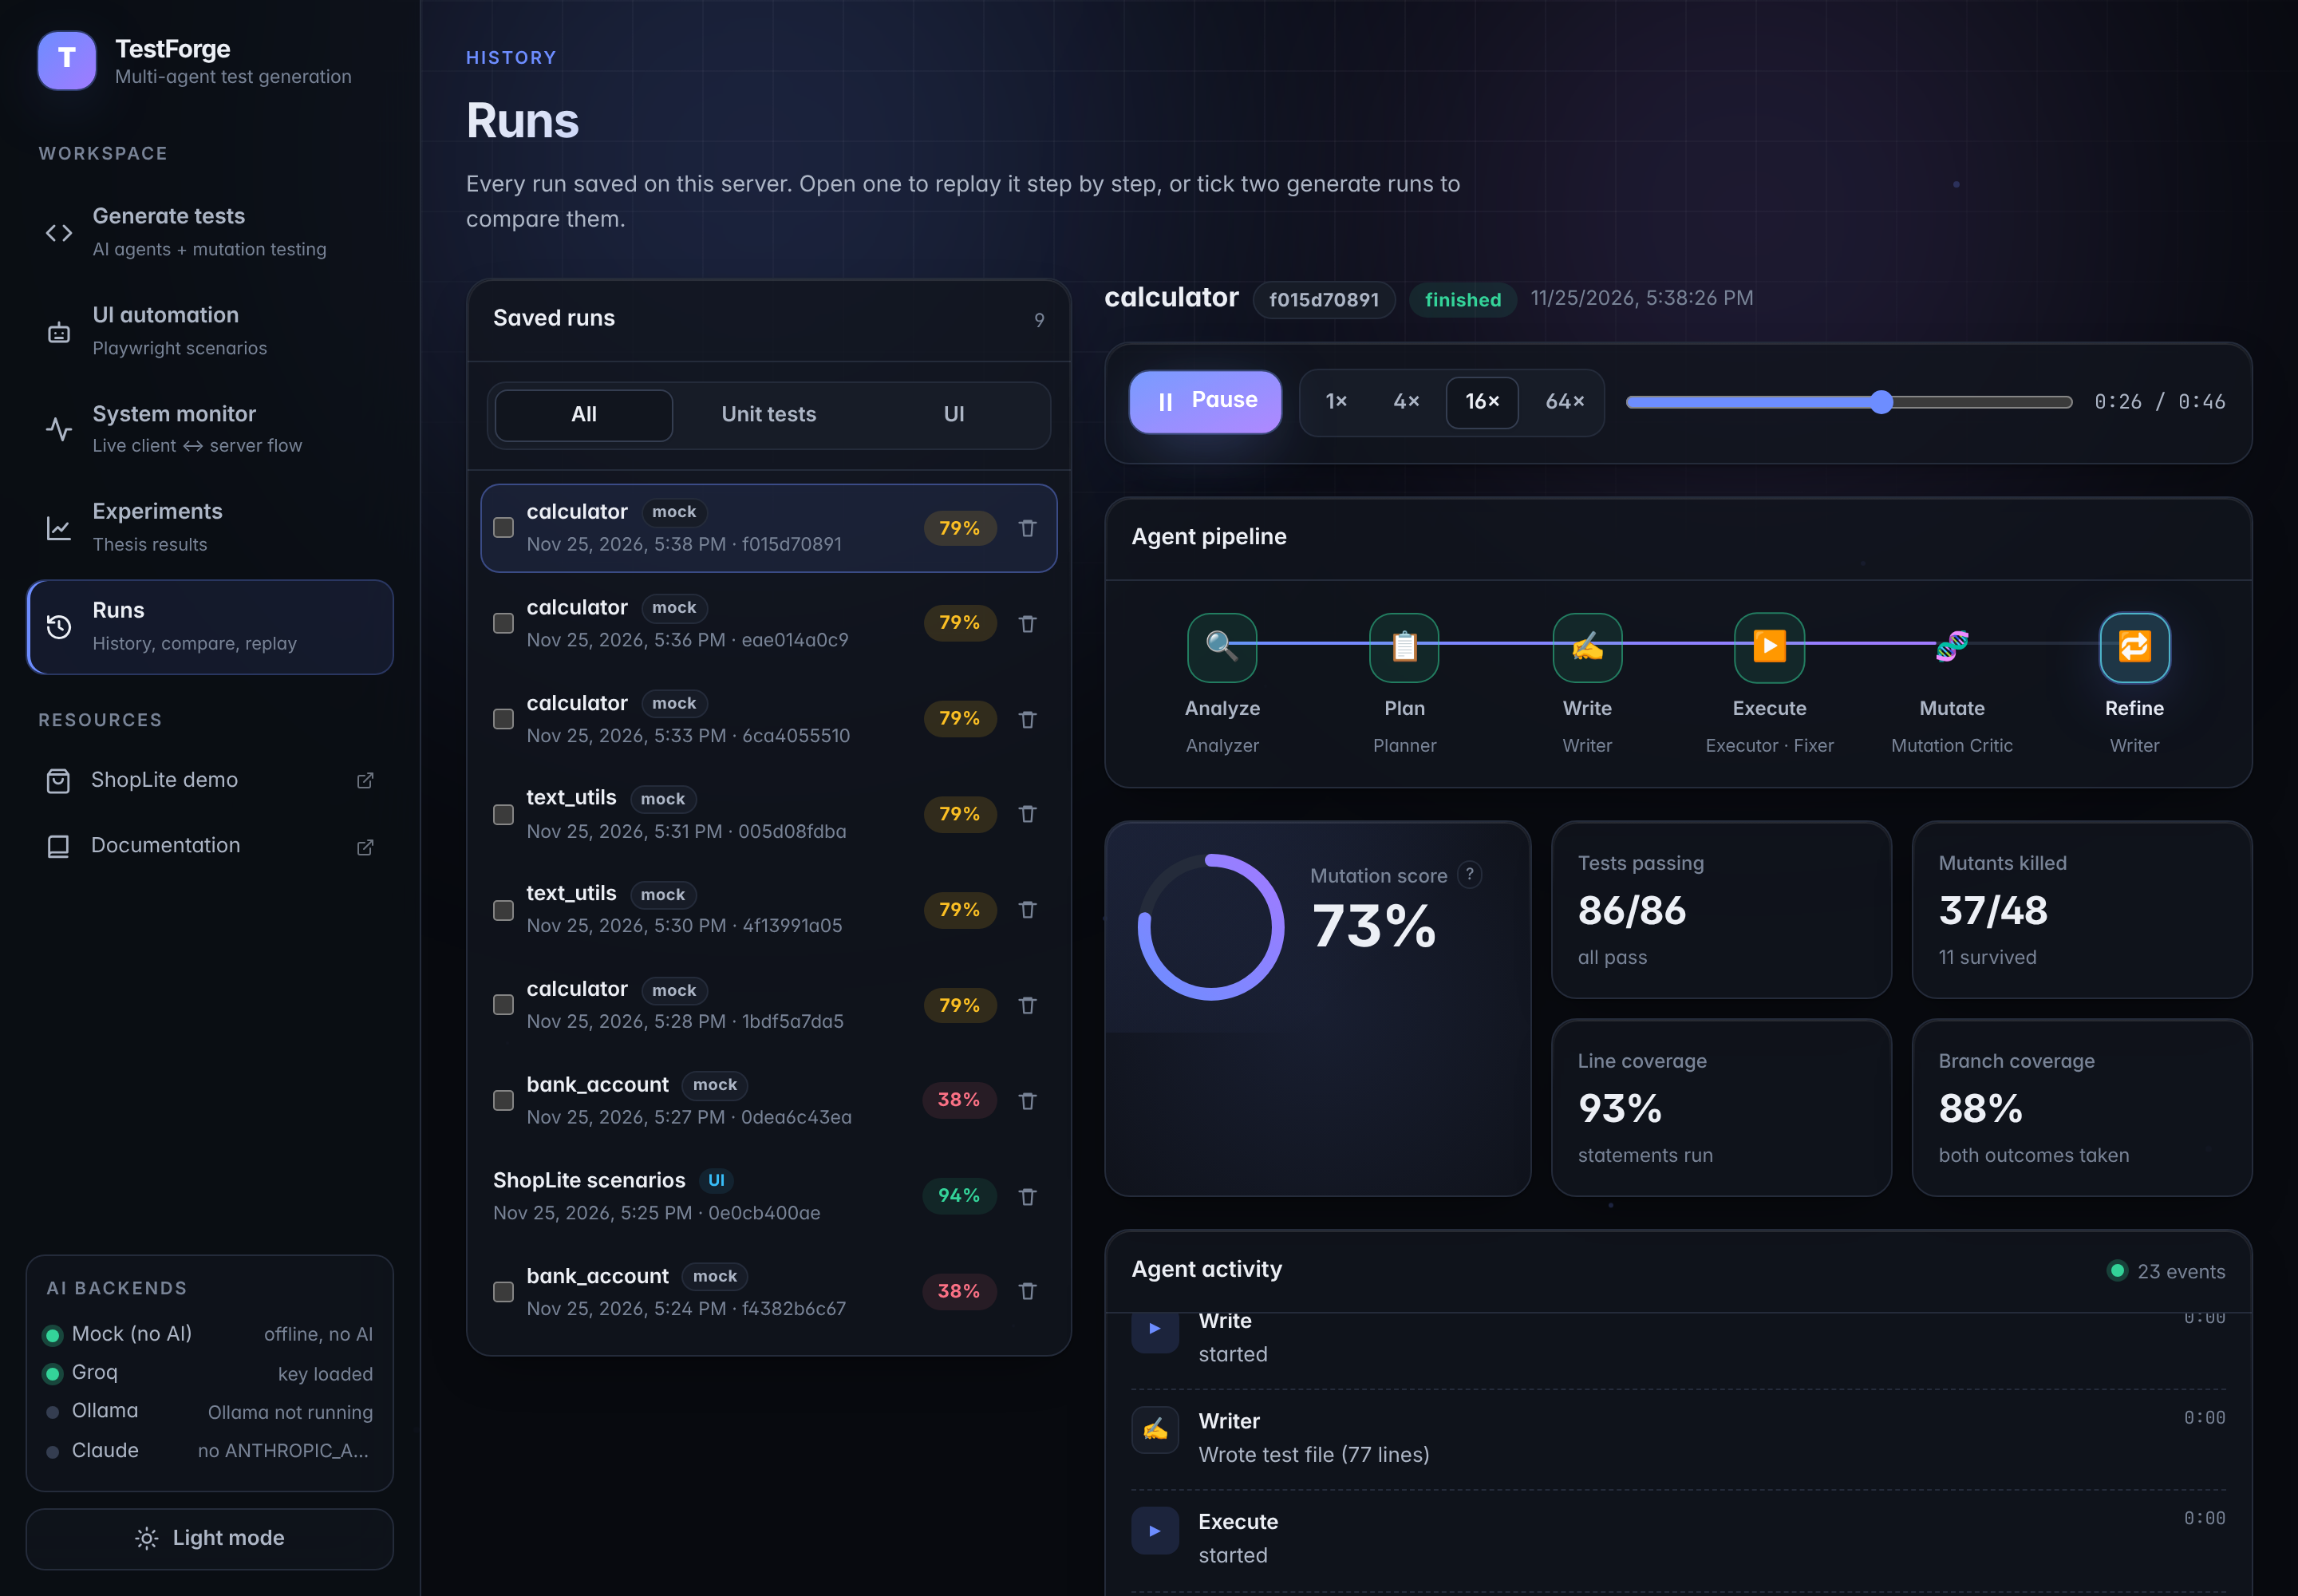 T
TestForge
Multi-agent test generation
WORKSPACE
Generate tests
AI agents + mutation testing
UI automation
Playwright scenarios
System monitor
Live client ↔ server flow
Experiments
Thesis results
Runs
History, compare, replay
RESOURCES
ShopLite demo
Documentation
AI BACKENDS
Mock (no AI) offline, no AI
Groq key loaded
Ollama Ollama not running
Claude no ANTHROPIC_A...
Light mode
HISTORY
Runs
Every run saved on this server. Open one to replay it step by step, or tick two generate runs to
compare them.
Saved runs 9
All Unit tests UI
calculator mock
Nov 25, 2026, 5:38 PM · f015d70891
79%
calculator mock
Nov 25, 2026, 5:36 PM · eae014a0c9
79%
calculator mock
Nov 25, 2026, 5:33 PM · 6ca4055510
79%
text_utils mock
Nov 25, 2026, 5:31 PM · 005d08fdba
79%
text_utils mock
Nov 25, 2026, 5:30 PM · 4f13991a05
79%
calculator mock
Nov 25, 2026, 5:28 PM · 1bdf5a7da5
79%
bank_account mock
Nov 25, 2026, 5:27 PM · 0dea6c43ea
38%
ShopLite scenarios UI
Nov 25, 2026, 5:25 PM · 0e0cb400ae
94%
bank_account mock
Nov 25, 2026, 5:24 PM · f4382b6c67
38%
calculator f015d70891 finished 11/25/2026, 5:38:26 PM
Pause 1× 4× 16× 64× 0:26 / 0:46
Agent pipeline
Analyze Plan Write Execute Mutate Refine
Analyzer Planner Writer Executor · Fixer Mutation Critic Writer
Mutation score ?
73%
Tests passing
86/86
all pass
Mutants killed
37/48
11 survived
Line coverage
93%
statements run
Branch coverage
88%
both outcomes taken
Agent activity 23 events
Write 0:00
started
Writer 0:00
Wrote test file (77 lines)
Execute 0:00
started